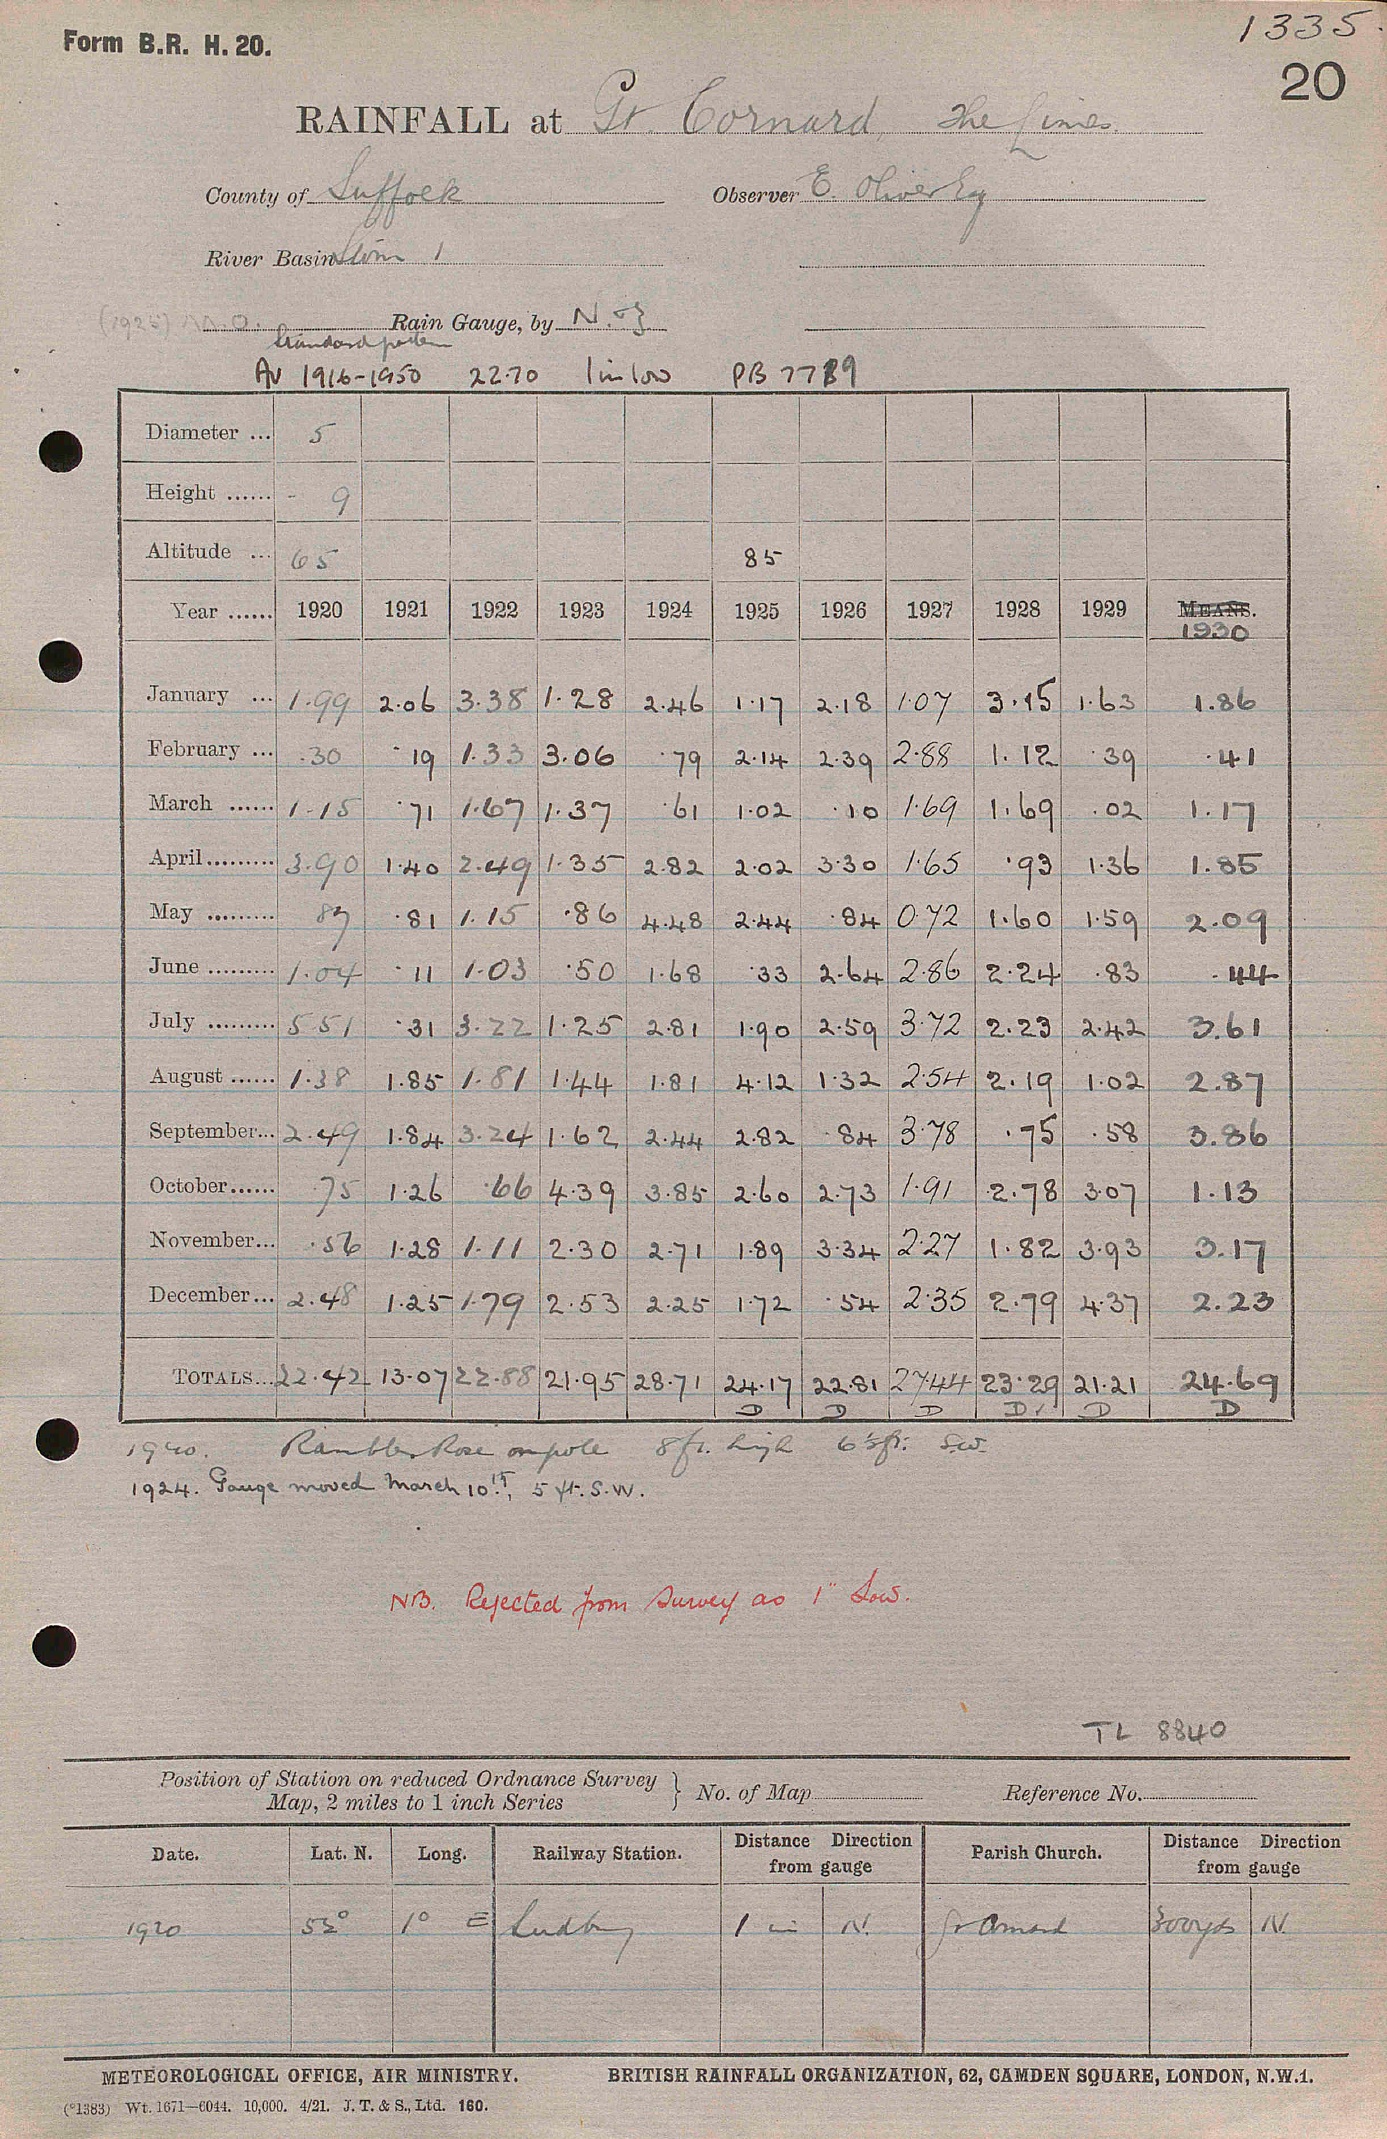 1335.
Form B.R. H. 20.
20
RAINFALL at Gt. Cornard, The Limes.
County of Suffolk Observer E. Oliver Esq
River Basin Stour 1
(1925) M.O. Rain Gauge, by N. & Z
Standard pattern
Av 1916-1950 22.70 1 in low PB 7789
Diameter ... 5
Height ...... - 9
Altitude ... 65 85
Year ...... 1920 1921 1922 1923 1924 1925 1926 1927 1928 1929 MEANS.
1930
January ... 1.99 2.06 3.38 1.28 2.46 1.17 2.18 1.07 3.15 1.63 1.86
February ... .30 .19 1.33 3.06 .79 2.14 2.39 2.88 1.12 .39 .41
March ...... 1.15 .71 1.67 1.37 .61 1.02 .10 1.69 1.69 .02 1.17
April ......... 3.90 1.40 2.49 1.35 2.82 2.02 3.30 1.65 .93 1.36 1.85
May ......... 87 .81 1.15 .86 4.48 2.44 .84 0.72 1.60 1.59 2.09
June ......... 1.04 .11 1.03 .50 1.68 .33 2.64 2.86 2.24 .83 .44
July ......... 5.51 .31 3.22 1.25 2.81 1.90 2.59 3.72 2.23 2.42 3.61
August ...... 1.38 1.85 1.81 1.44 1.81 4.12 1.32 2.54 2.19 1.02 2.87
September... 2.49 1.84 3.24 1.62 2.44 2.82 .84 3.78 .75 .58 3.86
October...... .75 1.26 .66 4.39 3.85 2.60 2.73 1.91 2.78 3.07 1.13
November... .56 1.28 1.11 2.30 2.71 1.89 3.34 2.27 1.82 3.93 3.17
December... 2.48 1.25 1.79 2.53 2.25 1.72 .54 2.35 2.79 4.37 2.23
TOTALS... 22.42 13.07 22.88 21.95 28.71 24.17 22.81 27.44 23.29 21.21 24.69
D D D D D D
1920. Rambler Rose on pole 8 ft. high 6'3 ft. S.W.
1924. Gauge moved March 10th, 5 ft. S.W.
NB. Rejected from Survey as 1" Low.
TL 8840
Position of Station on reduced Ordnance Survey Map, 2 miles to 1 inch Series } No. of Map Reference No.
Date. Lat. N. Long. Railway Station. Distance Direction from gauge Parish Church. Distance Direction from gauge
1920 52° 1° E Sudbury 1 m N. Gt Cornard 300 yds N.
METEOROLOGICAL OFFICE, AIR MINISTRY. BRITISH RAINFALL ORGANIZATION, 62, CAMDEN SQUARE, LONDON, N.W.1.
(*1383) Wt. 1671—6044. 10,000. 4/21. J. T. & S., Ltd. 160.